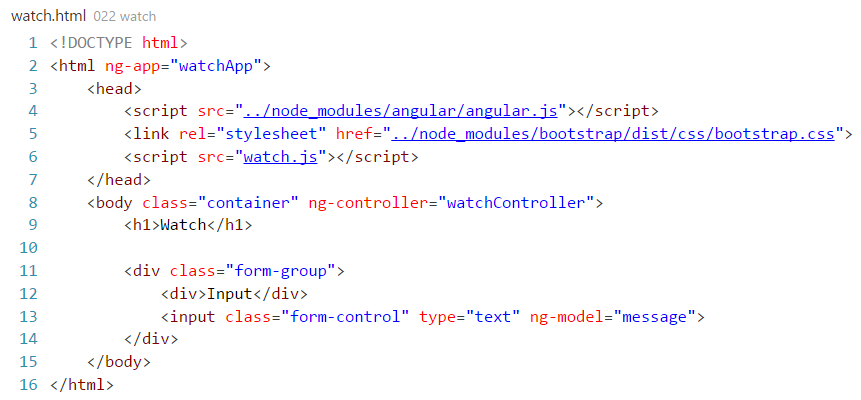 watch.html 022 watch
1 <!DOCTYPE html>
2 <html ng-app="watchApp">
3     <head>
4         <script src="../node_modules/angular/angular.js"></script>
5         <link rel="stylesheet" href="../node_modules/bootstrap/dist/css/bootstrap.css">
6         <script src="watch.js"></script>
7     </head>
8     <body class="container" ng-controller="watchController">
9         <h1>Watch</h1>
10
11         <div class="form-group">
12             <div>Input</div>
13             <input class="form-control" type="text" ng-model="message">
14         </div>
15     </body>
16 </html>